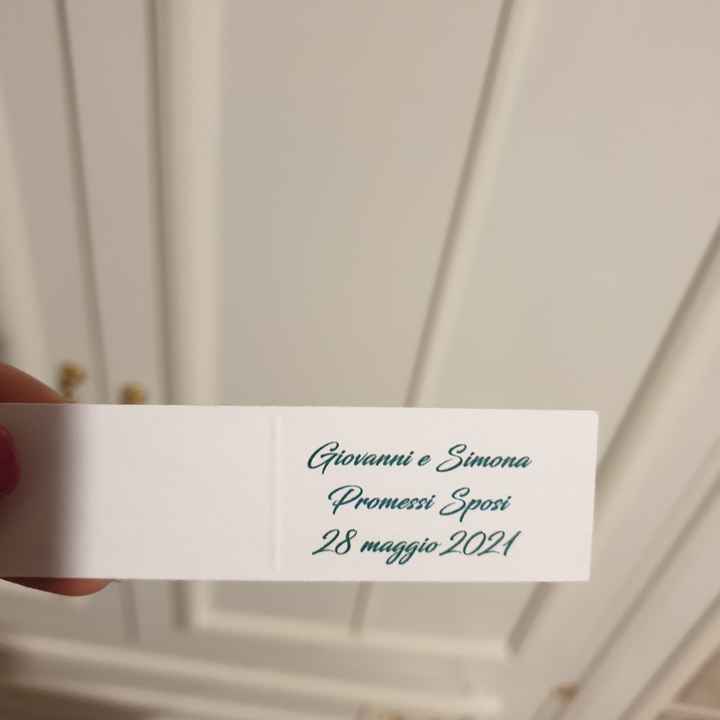 Giovanni e Simona
Promessi Sposi
28 maggio 2021